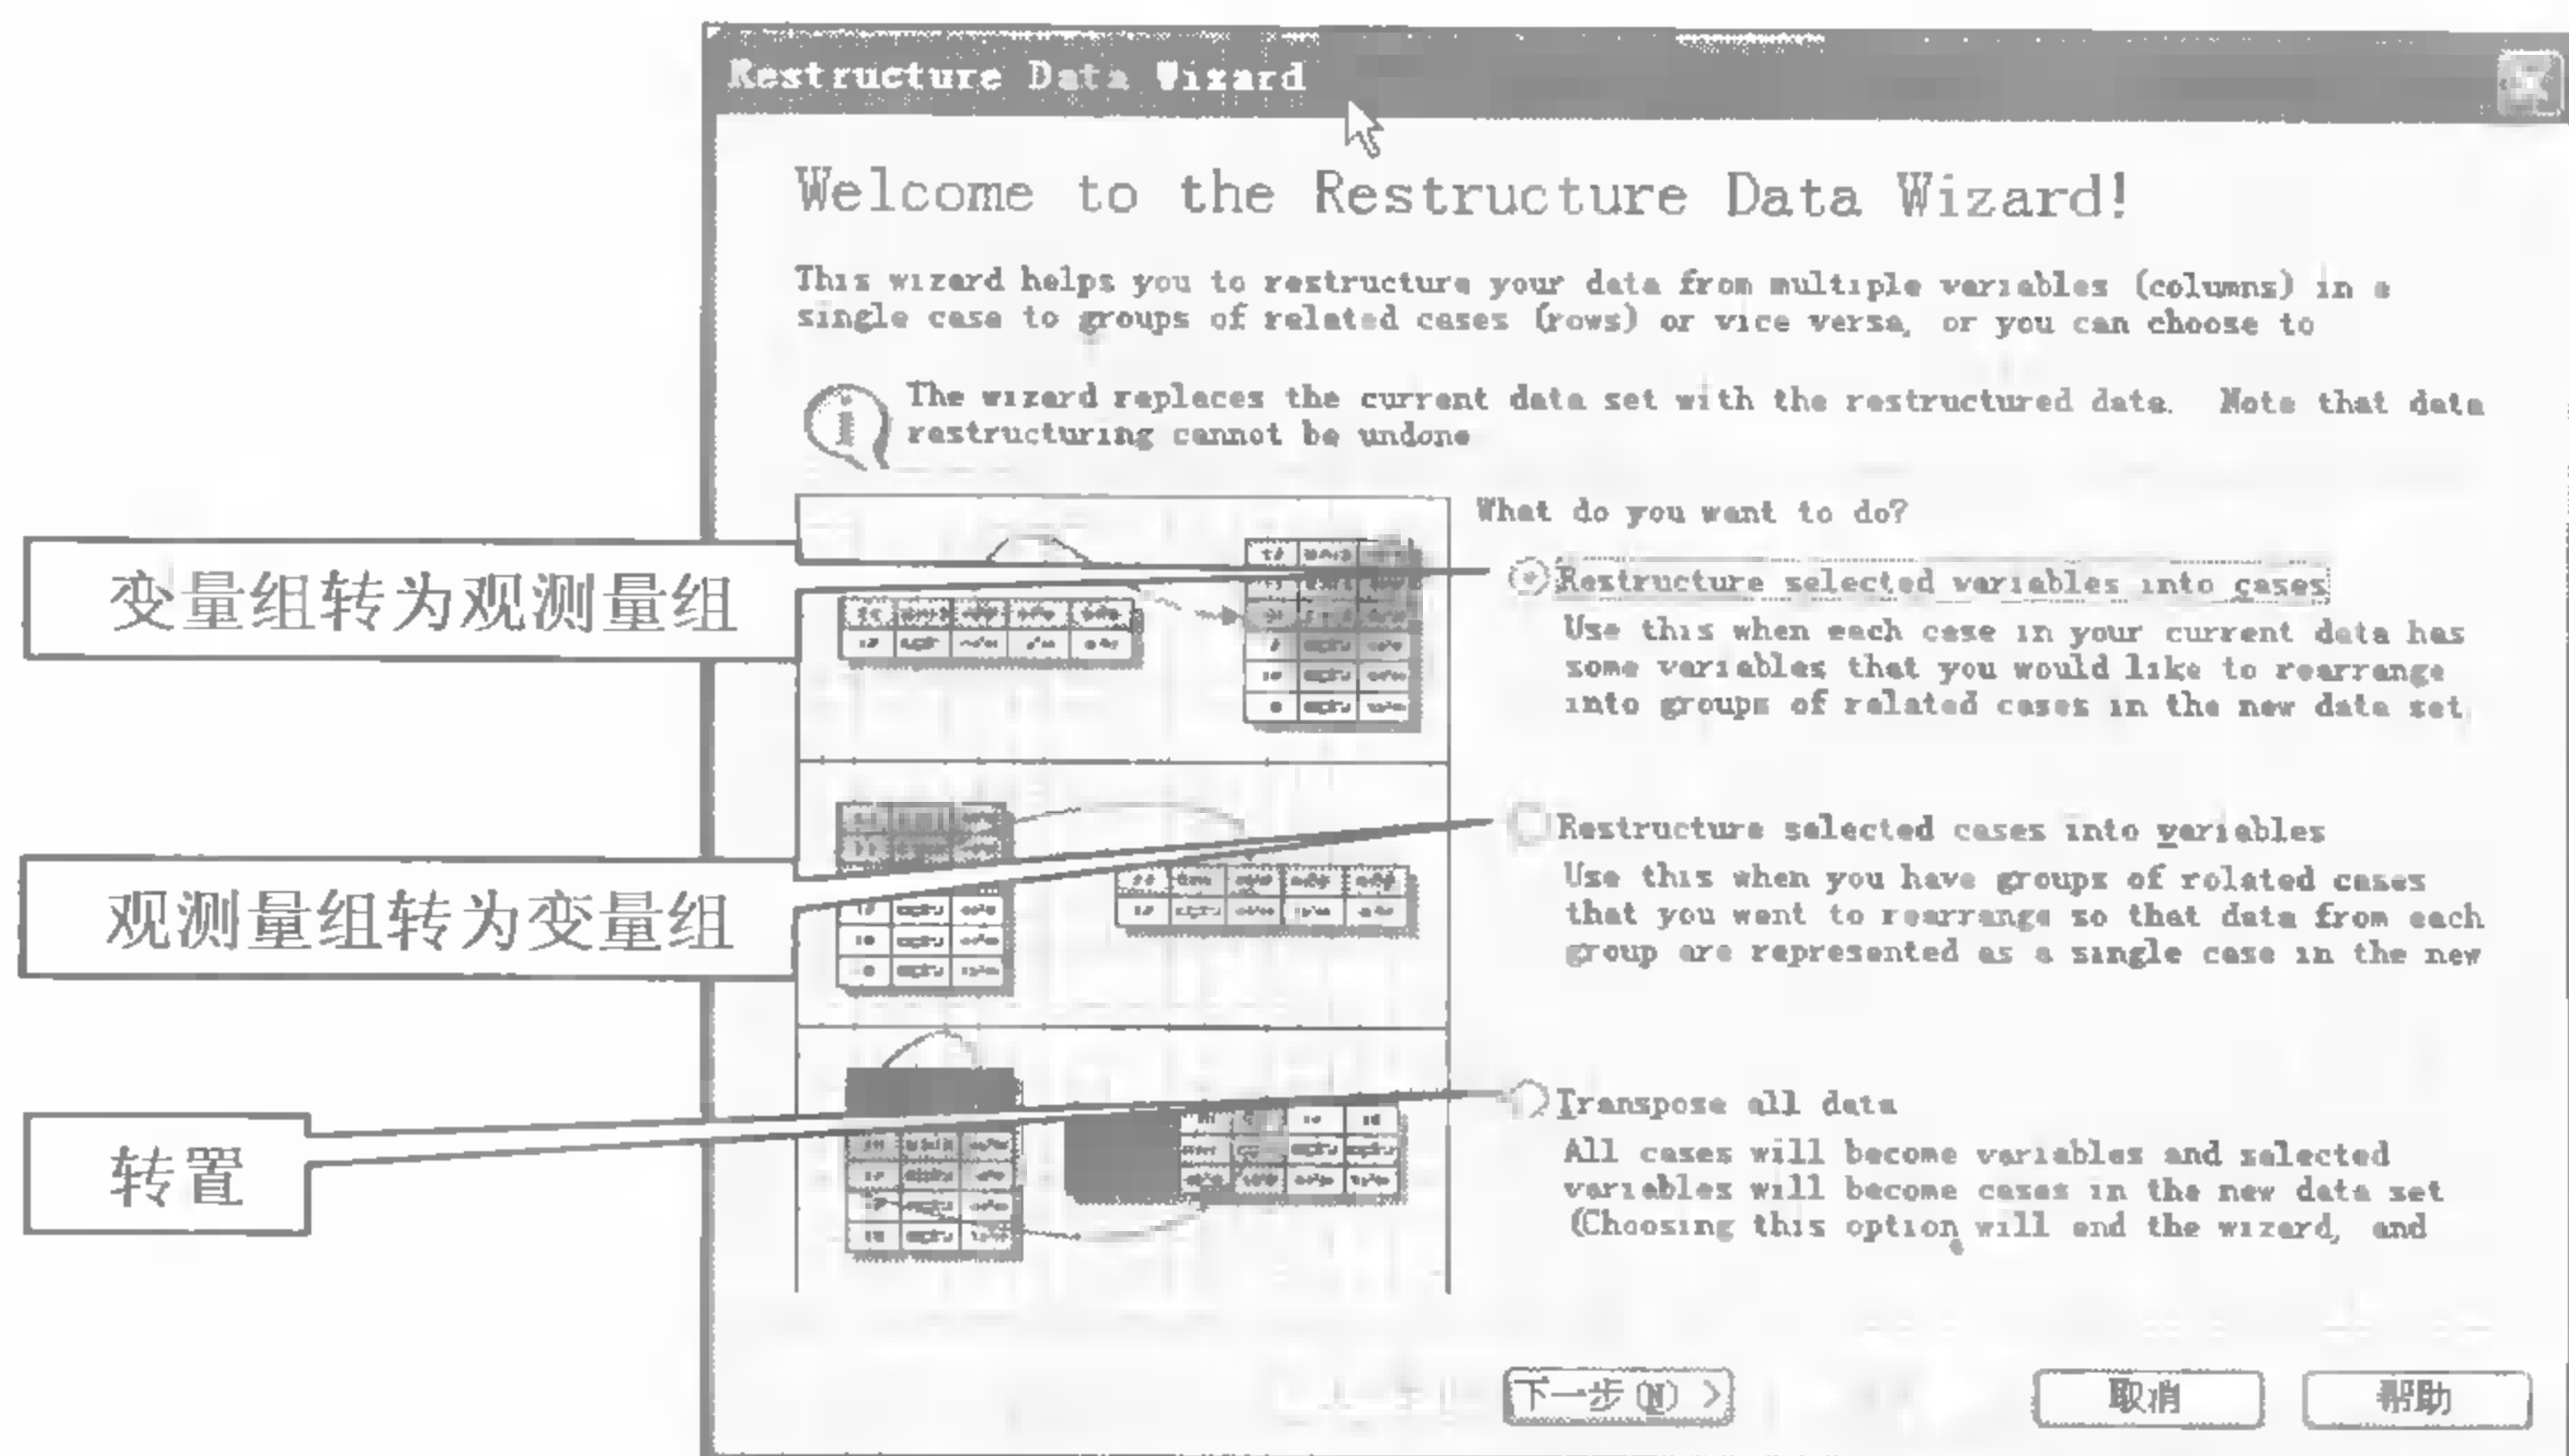 Restructure Data Wizard
Welcome to the Restructure Data Wizard!
This wizard helps you to restructure your data from multiple variables (columns) in a
single case to groups of related cases (rows) or vice versa, or you can choose to
The wizard replaces the current data set with the restructured data. Note that data
restructuring cannot be undone
What do you want to do?
变量组转为观测量组
Restructure selected variables into cases
Use this when each case in your current data has
some variables that you would like to rearrange
into groups of related cases in the new data set.
观测量组转为变量组
Restructure selected cases into variables
Use this when you have groups of rolated cases
that you want to rearrange so that data from each
group are represented as a single case in the new
转置
Transpose all data
All cases will become variables and selected
variables will become cases in the new data set
(Choosing this option will end the wizard, and
下一步(N) >
取消
帮助